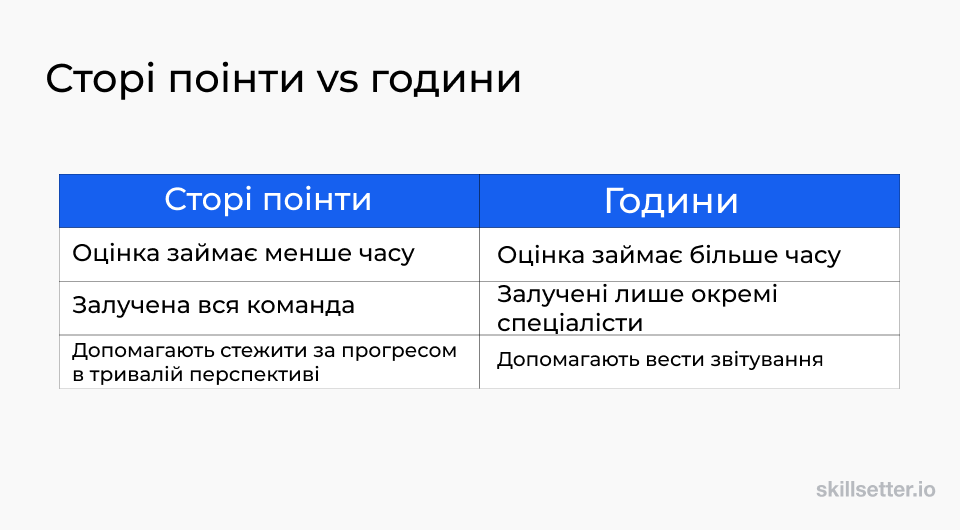 Сторі поінти vs години
Сторі поінти
Години
Оцінка займає менше часу
Оцінка займає більше часу
Залучена вся команда
Залучені лише окремі
спеціалісти
Допомагають стежити за прогресом
в тривалій перспективі
Допомагають вести звітування
skillsetter.io